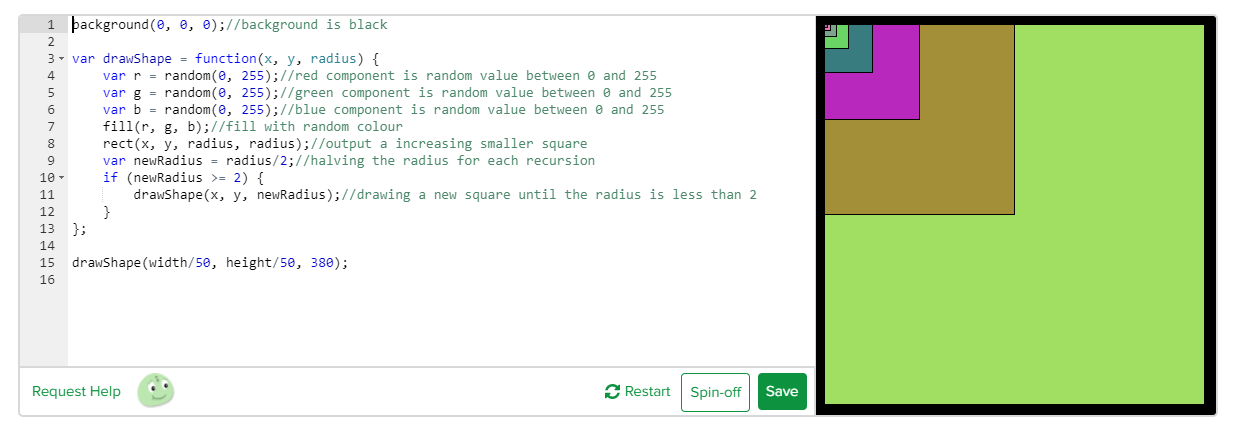 1 background(0, 0, 0);//background is black
2
3 var drawShape = function(x, y, radius) {
4     var r = random(0, 255);//red component is random value between 0 and 255
5     var g = random(0, 255);//green component is random value between 0 and 255
6     var b = random(0, 255);//blue component is random value between 0 and 255
7     fill(r, g, b);//fill with random colour
8     rect(x, y, radius, radius);//output a increasing smaller square
9     var newRadius = radius/2;//halving the radius for each recursion
10     if (newRadius >= 2) {
11         drawShape(x, y, newRadius);//drawing a new square until the radius is less than 2
12     }
13 };
14
15 drawShape(width/50, height/50, 380);
16
Request Help Restart Spin-off Save